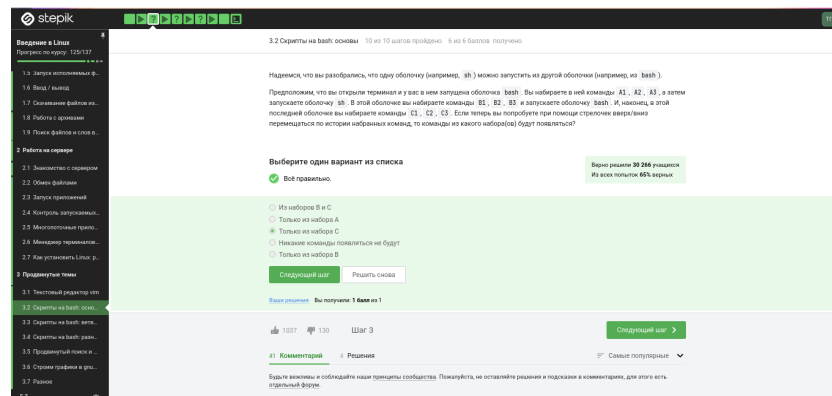 stepik
Введение в Linux
Прогресс по курсу: 125/137
1.5 Запуск исполняемых ф...
1.6 Ввод / вывод
1.7 Скачивание файлов из...
1.8 Работа с архивами
1.9 Поиск файлов и слов в...
2 Работа на сервере
2.1 Знакомство с сервером
2.2 Обмен файлами
2.3 Запуск приложений
2.4 Контроль запускаемых...
2.5 Многопоточные прило...
2.6 Менеджер терминалов...
2.7 Как установить Linux: р...
3 Продвинутые темы
3.1 Текстовый редактор vim
3.2 Скрипты на bash: осно...
3.3 Скрипты на bash: ветв...
3.4 Скрипты на bash: разн...
3.5 Продвинутый поиск и ...
3.6 Строим графики в gnu...
3.7 Разное
3.2 Скрипты на bash: основы 10 из 10 шагов пройдено 6 из 6 баллов получено
Надеемся, что вы разобрались, что одну оболочку (например, sh ) можно запустить из другой оболочки (например, из bash ).
Предположим, что вы открыли терминал и у вас в нем запущена оболочка bash . Вы набираете в ней команды A1 , A2 , A3 , а затем
запускаете оболочку sh . В этой оболочке вы набираете команды B1 , B2 , B3 и запускаете оболочку bash . И, наконец, в этой
последней оболочке вы набираете команды C1 , C2 , C3 . Если теперь вы попробуете при помощи стрелочек вверх/вниз
перемещаться по истории набранных команд, то команды из какого набора(ов) будут появляться?
Выберите один вариант из списка
Всё правильно.
Верно решили 30 266 учащихся
Из всех попыток 65% верных
Из наборов B и C
Только из набора A
Только из набора C
Никакие команды появляться не будут
Только из набора B
Следующий шаг Решить снова
Ваши решения Вы получили: 1 балл из 1
1037 130 Шаг 3 Следующий шаг
41 Комментарий 4 Решения Самые популярные
Будьте вежливы и соблюдайте наши принципы сообщества. Пожалуйста, не оставляйте решения и подсказки в комментариях, для этого есть
отдельный форум.